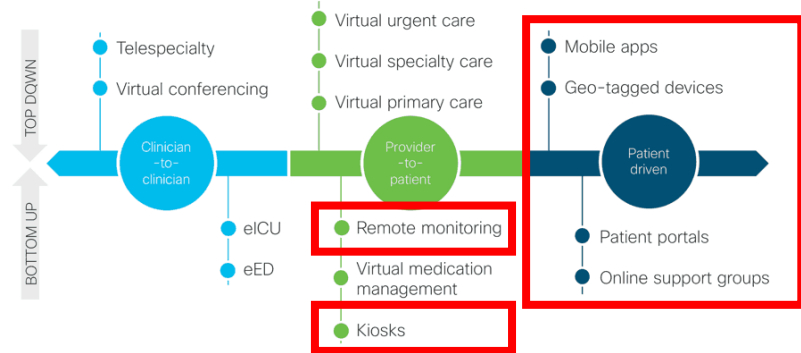 TOP DOWN
BOTTOM UP
Telespecialty
Virtual conferencing
Clinician
-to-
clinician
eICU
eED
Virtual urgent care
Virtual specialty care
Virtual primary care
Provider
-to-
patient
Remote monitoring
Virtual medication
management
Kiosks
Mobile apps
Geo-tagged devices
Patient
driven
Patient portals
Online support groups